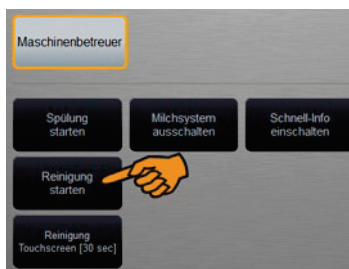 Maschinenbetreuer
Spülung
starten
Milchsystem
ausschalten
Schnell-Info
einschalten
Reinigung
starten
Reinigung
Touchscreen [30 sec]